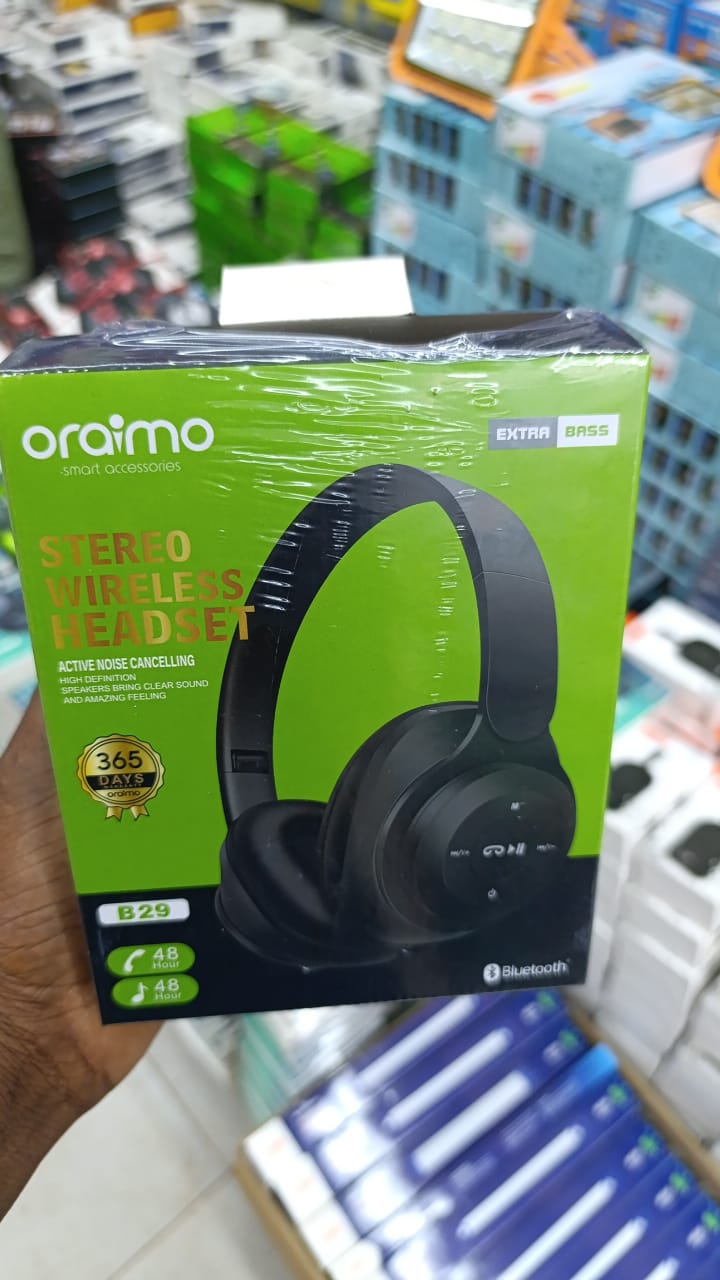 oraimo
smart accessories
EXTRA BASS
STEREO
WIRELESS
HEADSET
ACTIVE NOISE CANCELLING
HIGH DEFINITION
SPEAKERS BRING CLEAR SOUND
AND AMAZING FEELING
365
DAYS
oraimo
M
B29
48
Hour
48
Hour
Bluetooth